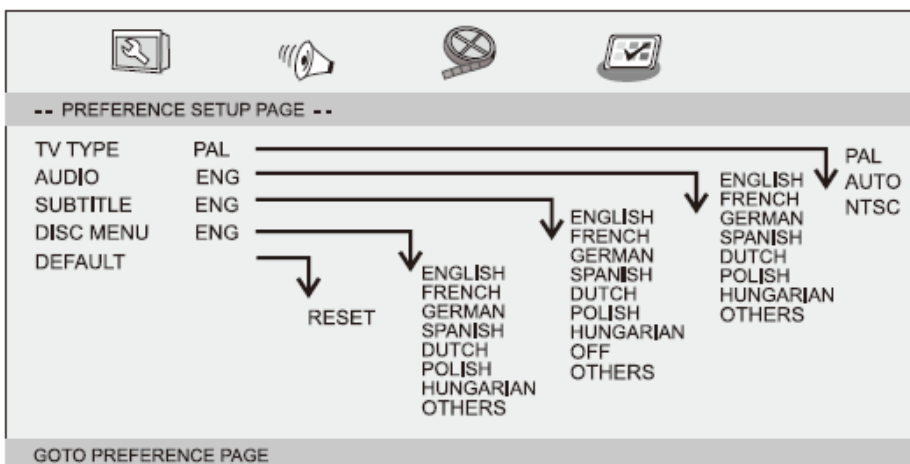 -- PREFERENCE SETUP PAGE --
TV TYPE PAL
AUDIO ENG
SUBTITLE ENG
DISC MENU ENG
DEFAULT
RESET
ENGLISH
FRENCH
GERMAN
SPANISH
DUTCH
POLISH
HUNGARIAN
OTHERS
ENGLISH
FRENCH
GERMAN
SPANISH
DUTCH
POLISH
HUNGARIAN
OFF
OTHERS
ENGLISH
FRENCH
GERMAN
SPANISH
DUTCH
POLISH
HUNGARIAN
OTHERS
PAL
AUTO
NTSC
GOTO PREFERENCE PAGE